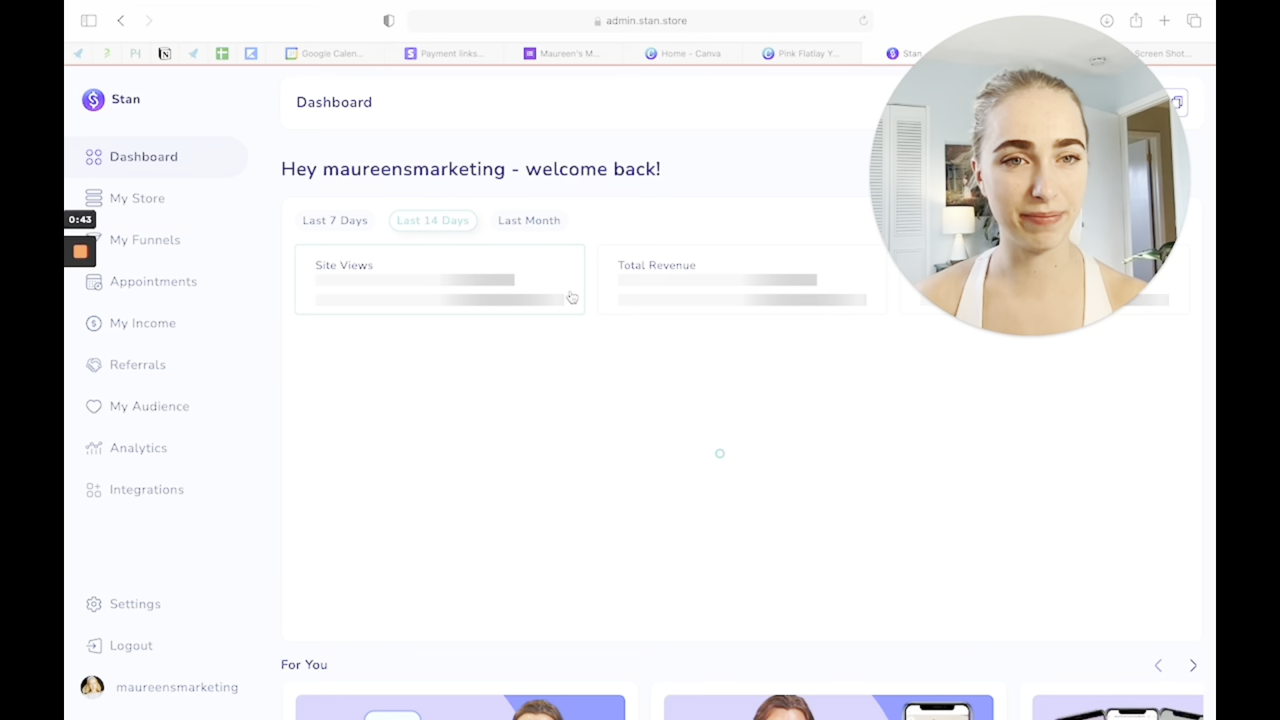 admin.stan.store
Google Calen...
Payment links...
Maureen's M...
Home - Canva
Pink Flatlay Y...
Stan
Screen Shot...
Stan
Dashboard
Dashboard
Hey maureensmarketing - welcome back!
My Store
0:43
Last 7 Days
Last 14 Days
Last Month
My Funnels
Site Views
Total Revenue
Appointments
My Income
Referrals
My Audience
Analytics
Integrations
Settings
Logout
For You
maureensmarketing